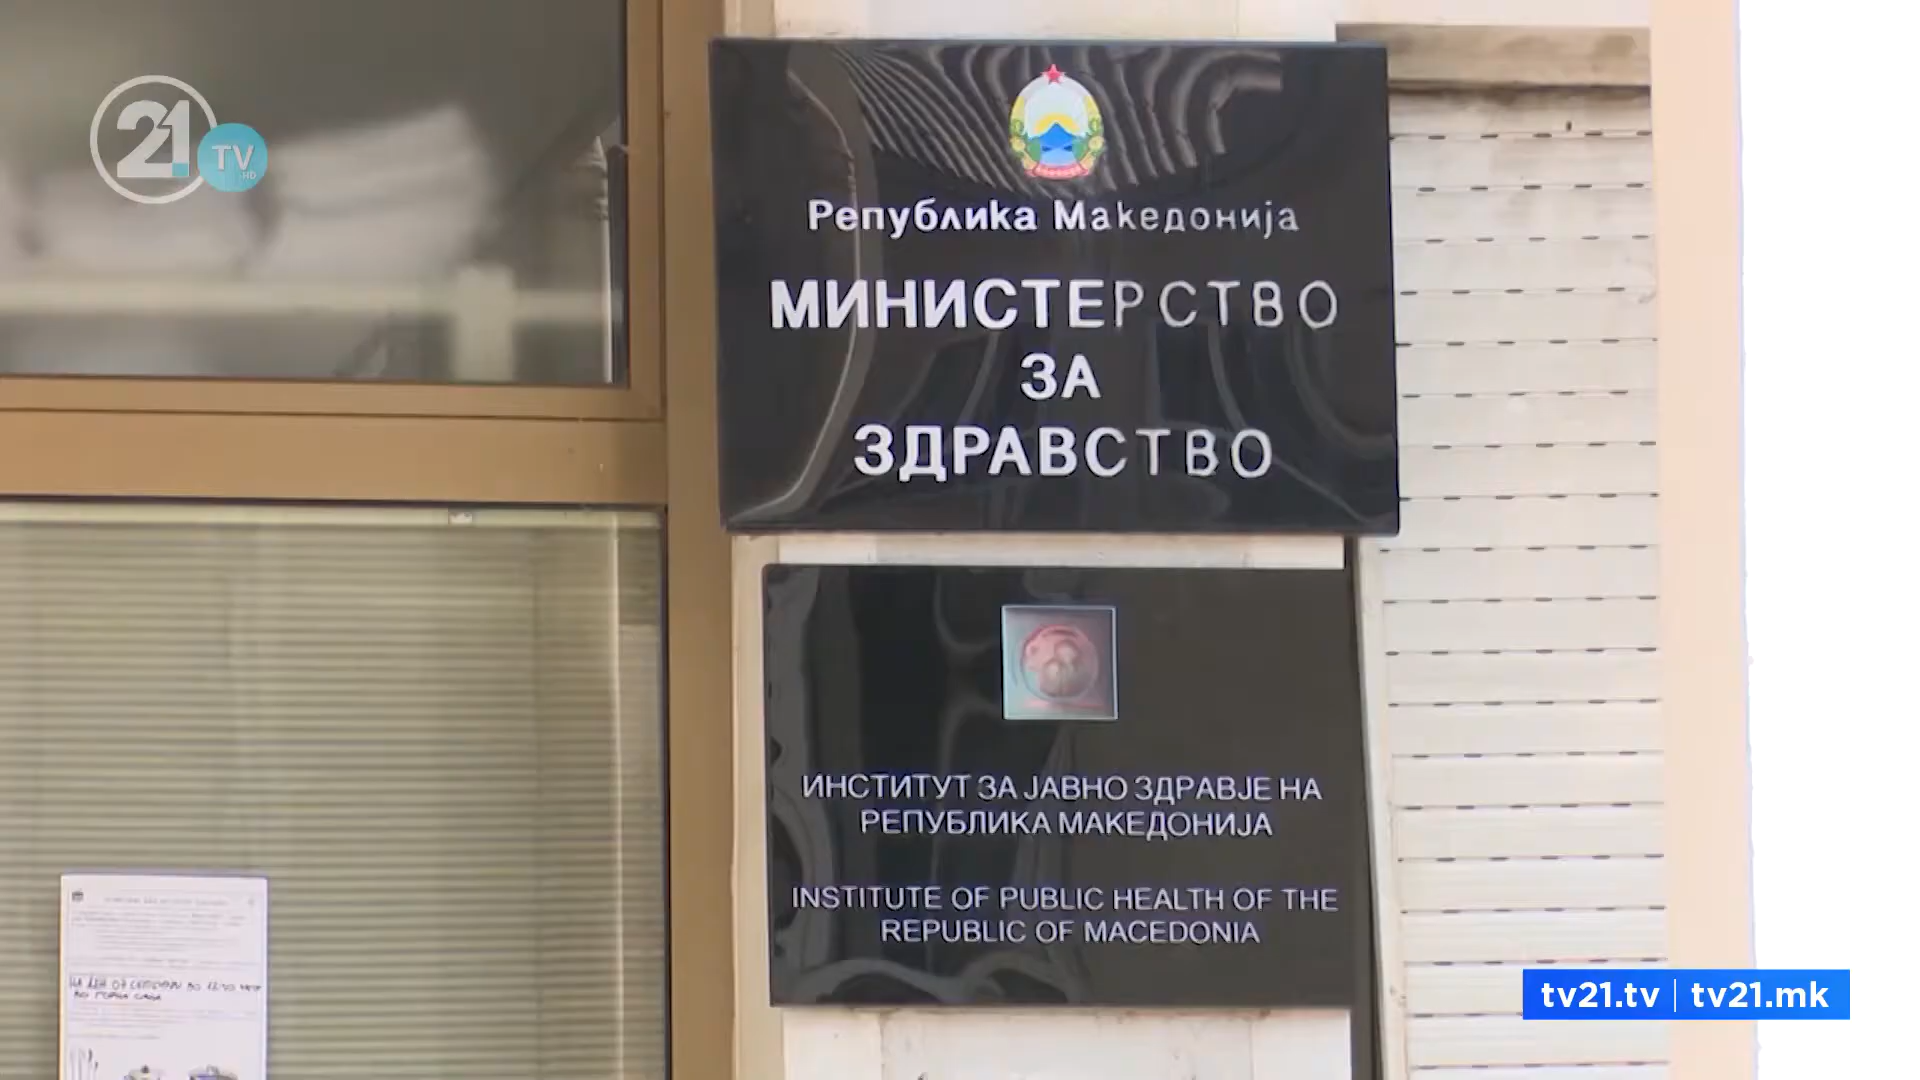 21
TV
HD
Република Македонија
МИНИСТЕРСТВО
ЗА
ЗДРАВСТВО
ИНСТИТУТ ЗА ЈАВНО ЗДРАВЈЕ НА
РЕПУБЛИКА МАКЕДОНИЈА
INSTITUTE OF PUBLIC HEALTH OF THE
REPUBLIC OF MACEDONIA
tv21.tv | tv21.mk